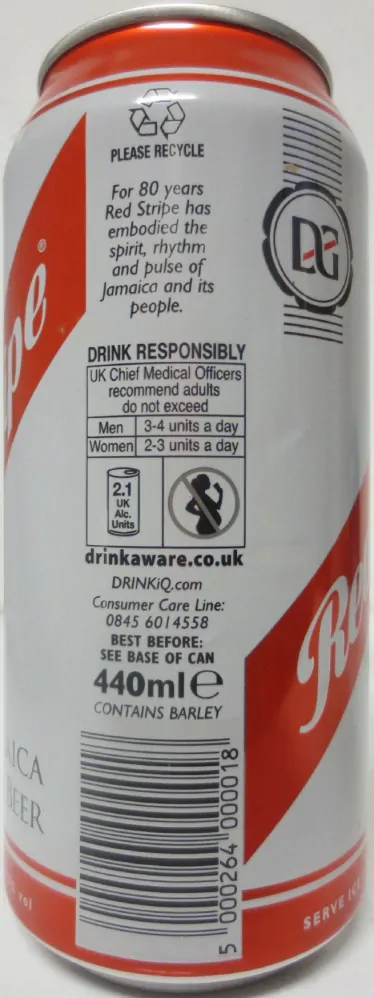 PLEASE RECYCLE
For 80 years
Red Stripe has
embodied the
spirit, rhythm
and pulse of
Jamaica and its
people.
DG
DRINK RESPONSIBLY
UK Chief Medical Officers
recommend adults
do not exceed
Men 3-4 units a day
Women 2-3 units a day
2.1
UK
Alc.
Units
drinkaware.co.uk
DRINKiQ.com
Consumer Care Line:
0845 6014558
BEST BEFORE:
SEE BASE OF CAN
440ml e
CONTAINS BARLEY
5 000264 000018
BEER
SERVE